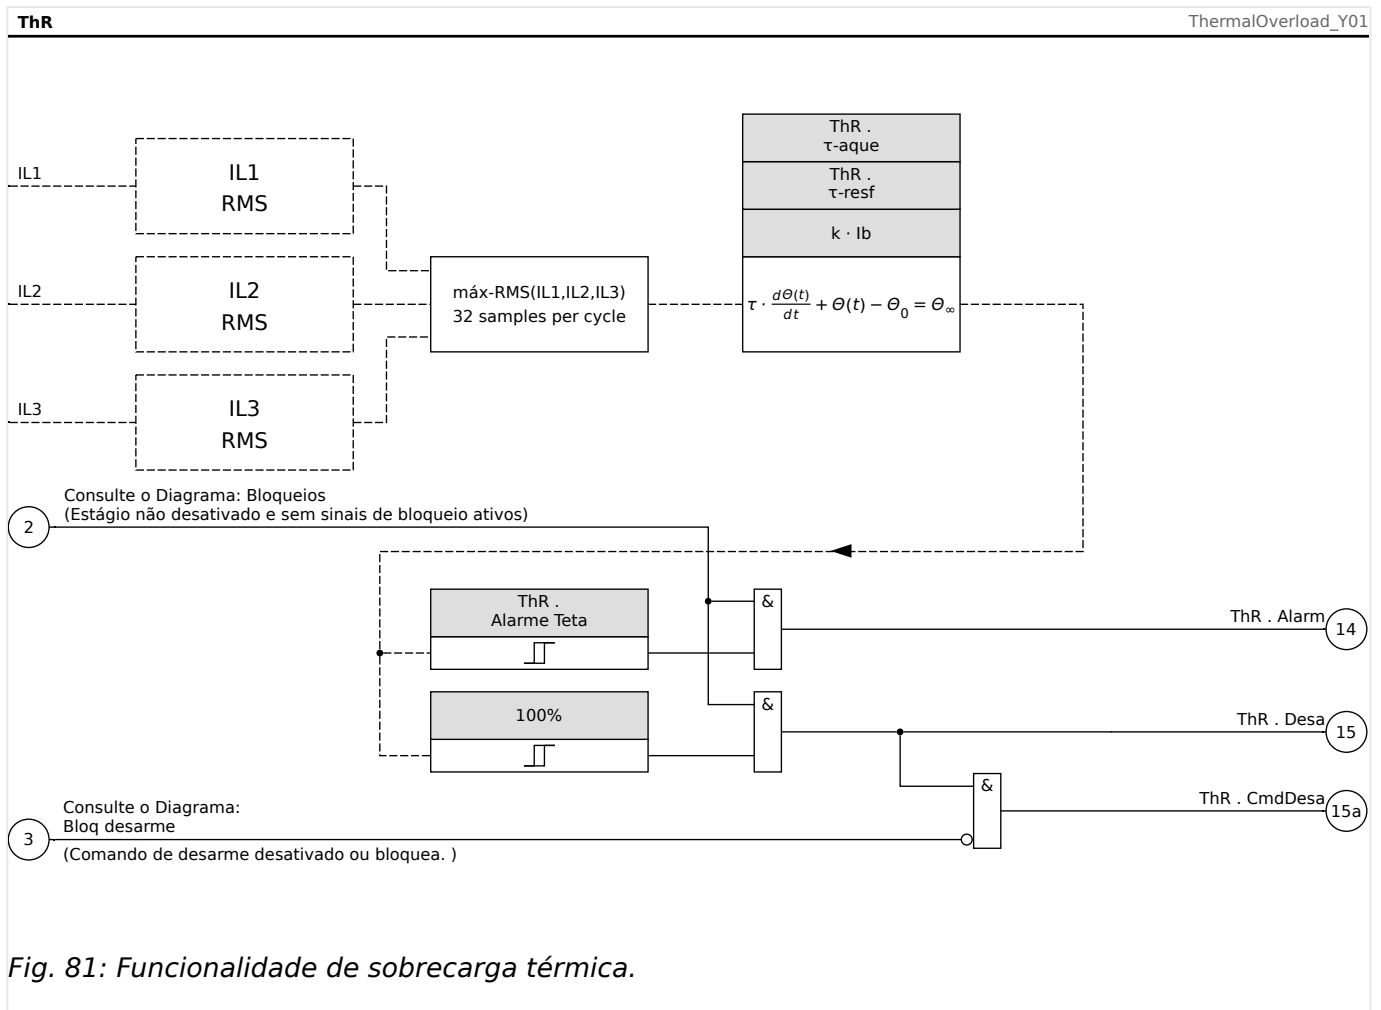 ThR
ThermalOverload_Y01
ThR .
τ-aque
ThR .
τ-resf
k · Ib
IL1
IL1
RMS
IL2
IL2
RMS
máx-RMS(IL1,IL2,IL3)
32 samples per cycle
τ · dΘ(t)/dt + Θ(t) − Θ₀ = Θ∞
IL3
IL3
RMS
Consulte o Diagrama: Bloqueios
(Estágio não desativado e sem sinais de bloqueio ativos)
2
ThR .
Alarme Teta
&
ThR . Alarm
14
100%
&
ThR . Desa
15
&
ThR . CmdDesa
15a
Consulte o Diagrama:
Bloq desarme
3
(Comando de desarme desativado ou bloquea. )
Fig. 81: Funcionalidade de sobrecarga térmica.